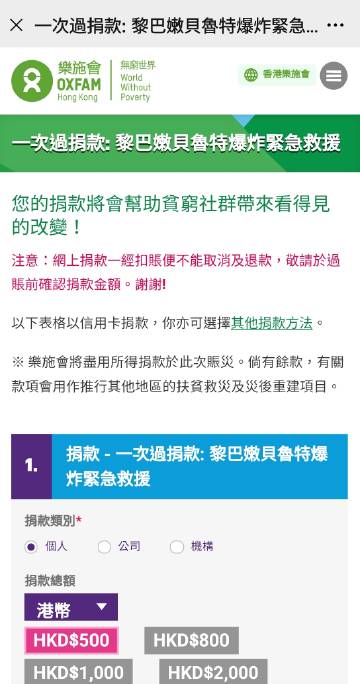 一次過捐款: 黎巴嫩貝魯特爆炸緊急...
樂施會
OXFAM
Hong Kong
無窮世界
World
Without
Poverty
香港樂施會
一次過捐款: 黎巴嫩貝魯特爆炸緊急救援
您的捐款將會幫助貧窮社群帶來看得見
的改變！
注意：網上捐款一經扣賬便不能取消及退款，敬請於過
賬前確認捐款金額。謝謝!
以下表格以信用卡捐款，你亦可選擇其他捐款方法。
※ 樂施會將盡用所得捐款於此次賑災。倘有餘款，有關
款項會用作推行其他地區的扶貧救災及災後重建項目。
1.
捐款 - 一次過捐款: 黎巴嫩貝魯特爆
炸緊急救援
捐款類別*
個人 公司 機構
捐款總額
港幣
HKD$500 HKD$800
HKD$1,000 HKD$2,000